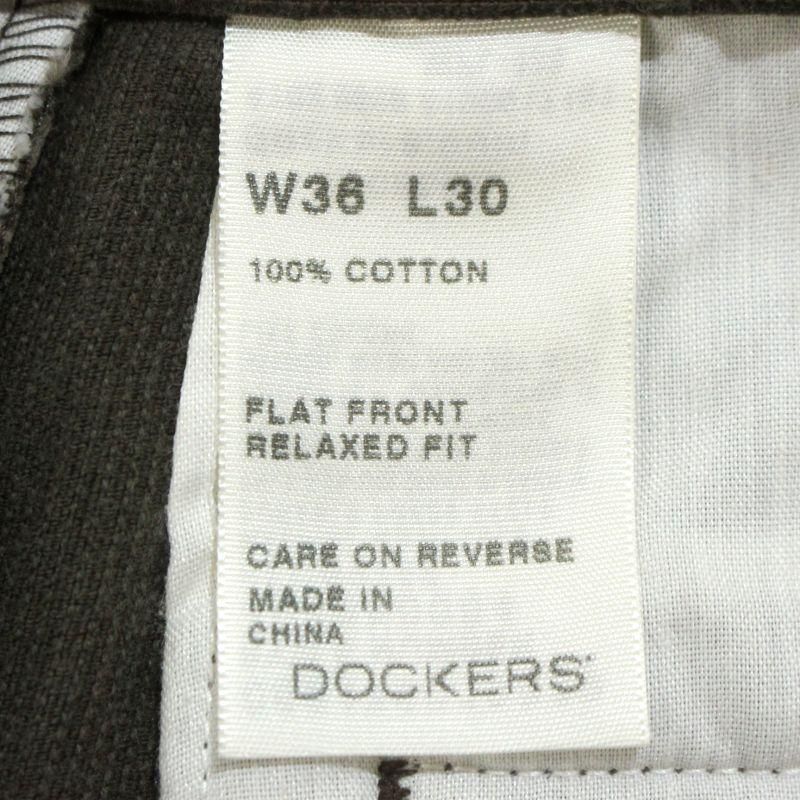 W36 L30
100% COTTON
FLAT FRONT
RELAXED FIT
CARE ON REVERSE
MADE IN
CHINA
DOCKERS